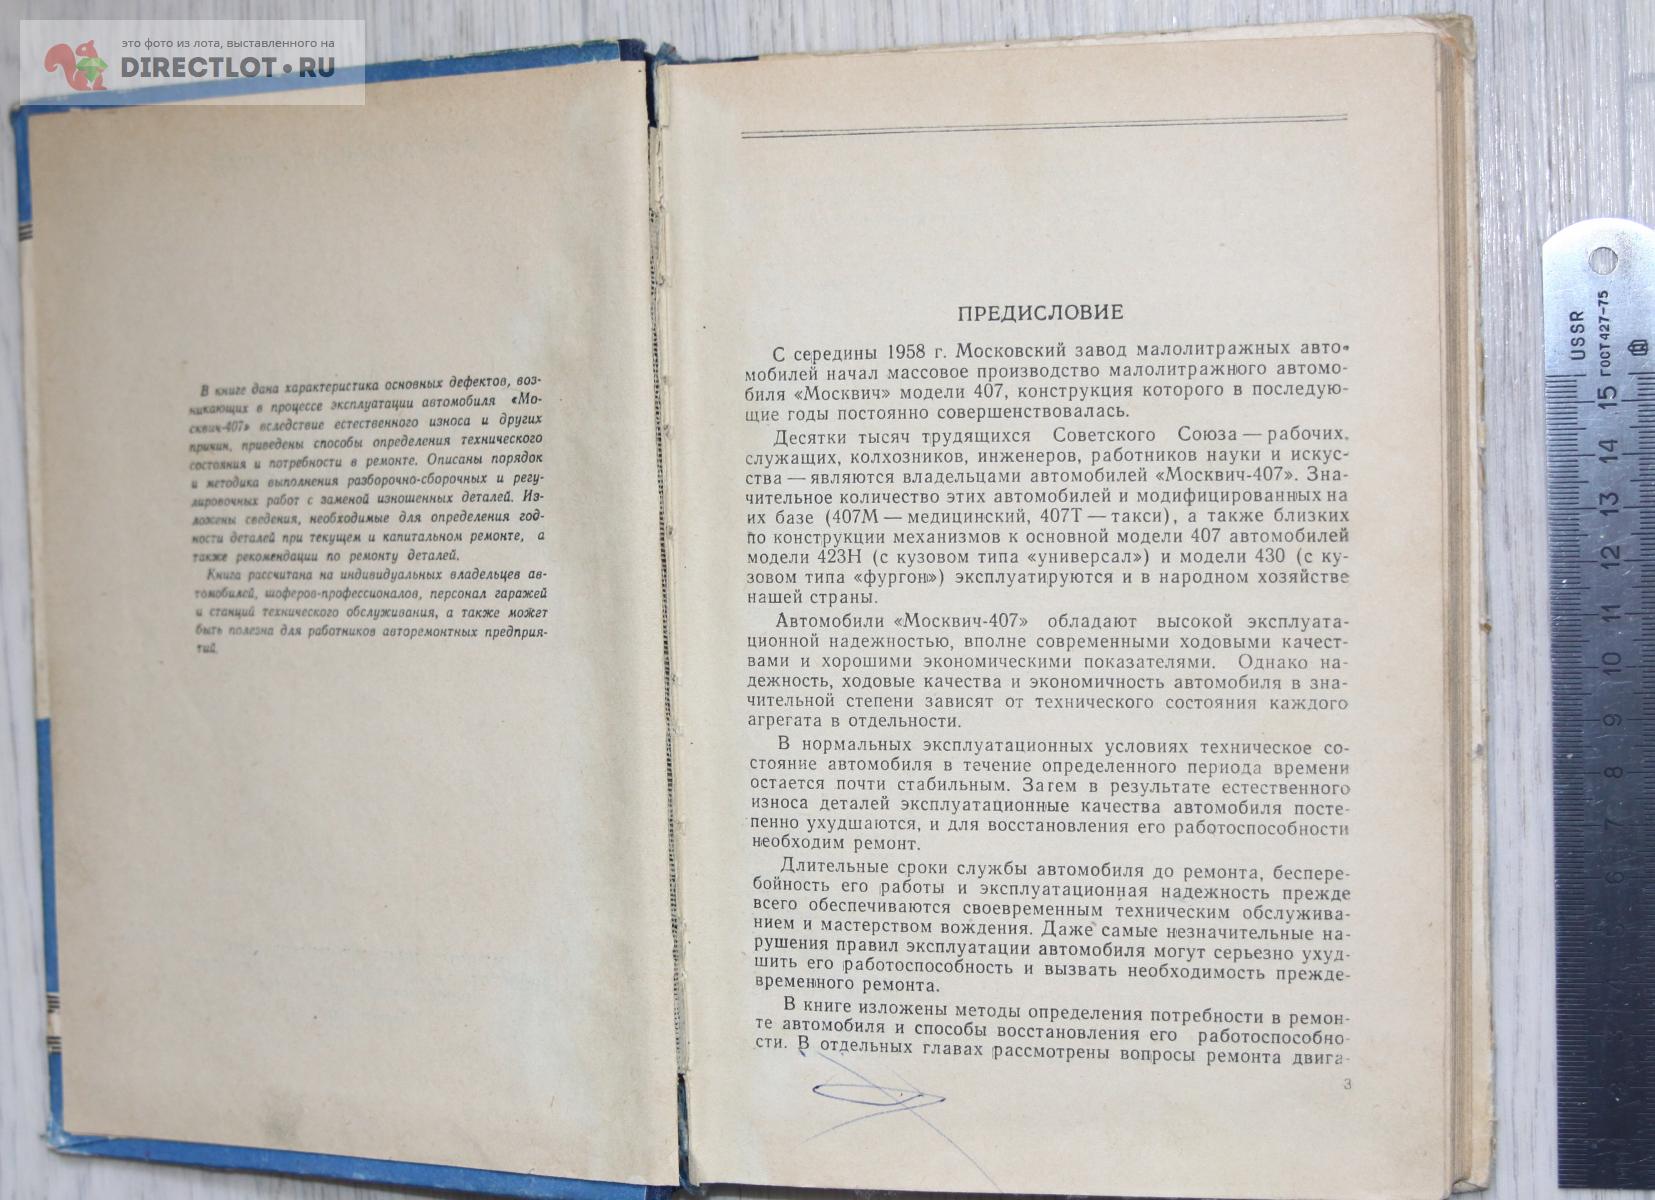 это фото из лота, выставленного на
DIRECTLOT•RU
В книге дана характеристика основных дефектов, воз-
никающих в процессе эксплуатации автомобиля «Мо-
сквич-407» вследствие естественного износа и других
причин, приведены способы определения технического
состояния и потребности в ремонте. Описаны порядок
и методика выполнения разборочно-сборочных и регу-
лировочных работ с заменой изношенных деталей. Из-
ложены сведения, необходимые для определения год-
ности деталей при текущем и капитальном ремонте, а
также рекомендации по ремонту деталей.
Книга рассчитана на индивидуальных владельцев ав-
томобилей, шоферов-профессионалов, персонал гаражей
и станций технического обслуживания, а также может
быть полезна для работников авторемонтных предприя-
тий.
ПРЕДИСЛОВИЕ
С середины 1958 г. Московский завод малолитражных авто-
мобилей начал массовое производство малолитражного автомо-
биля «Москвич» модели 407, конструкция которого в последую-
щие годы постоянно совершенствовалась.
Десятки тысяч трудящихся Советского Союза — рабочих,
служащих, колхозников, инженеров, работников науки и искус-
ства — являются владельцами автомобилей «Москвич-407». Зна-
чительное количество этих автомобилей и модифицированных на
их базе (407М — медицинский, 407Т — такси), а также близких
по конструкции механизмов к основной модели 407 автомобилей
модели 423Н (с кузовом типа «универсал») и модели 430 (с ку-
зовом типа «фургон») эксплуатируются и в народном хозяйстве
нашей страны.
Автомобили «Москвич-407» обладают высокой эксплуата-
ционной надежностью, вполне современными ходовыми качест-
вами и хорошими экономическими показателями. Однако на-
дежность, ходовые качества и экономичность автомобиля в зна-
чительной степени зависят от технического состояния каждого
агрегата в отдельности.
В нормальных эксплуатационных условиях техническое со-
стояние автомобиля в течение определенного периода времени
остается почти стабильным. Затем в результате естественного
износа деталей эксплуатационные качества автомобиля посте-
пенно ухудшаются, и для восстановления его работоспособности
необходим ремонт.
Длительные сроки службы автомобиля до ремонта, беспере-
бойность его работы и эксплуатационная надежность прежде
всего обеспечиваются своевременным техническим обслужива-
нием и мастерством вождения. Даже самые незначительные на-
рушения правил эксплуатации автомобиля могут серьезно ухуд-
шить его работоспособность и вызвать необходимость прежде-
временного ремонта.
В книге изложены методы определения потребности в ремон-
те автомобиля и способы восстановления его работоспособно-
сти. В отдельных главах рассмотрены вопросы ремонта двига-
3
USSR
ГОСТ 427-75
15
14
13
12
11
10
9
8
7
6
5
4
3
2